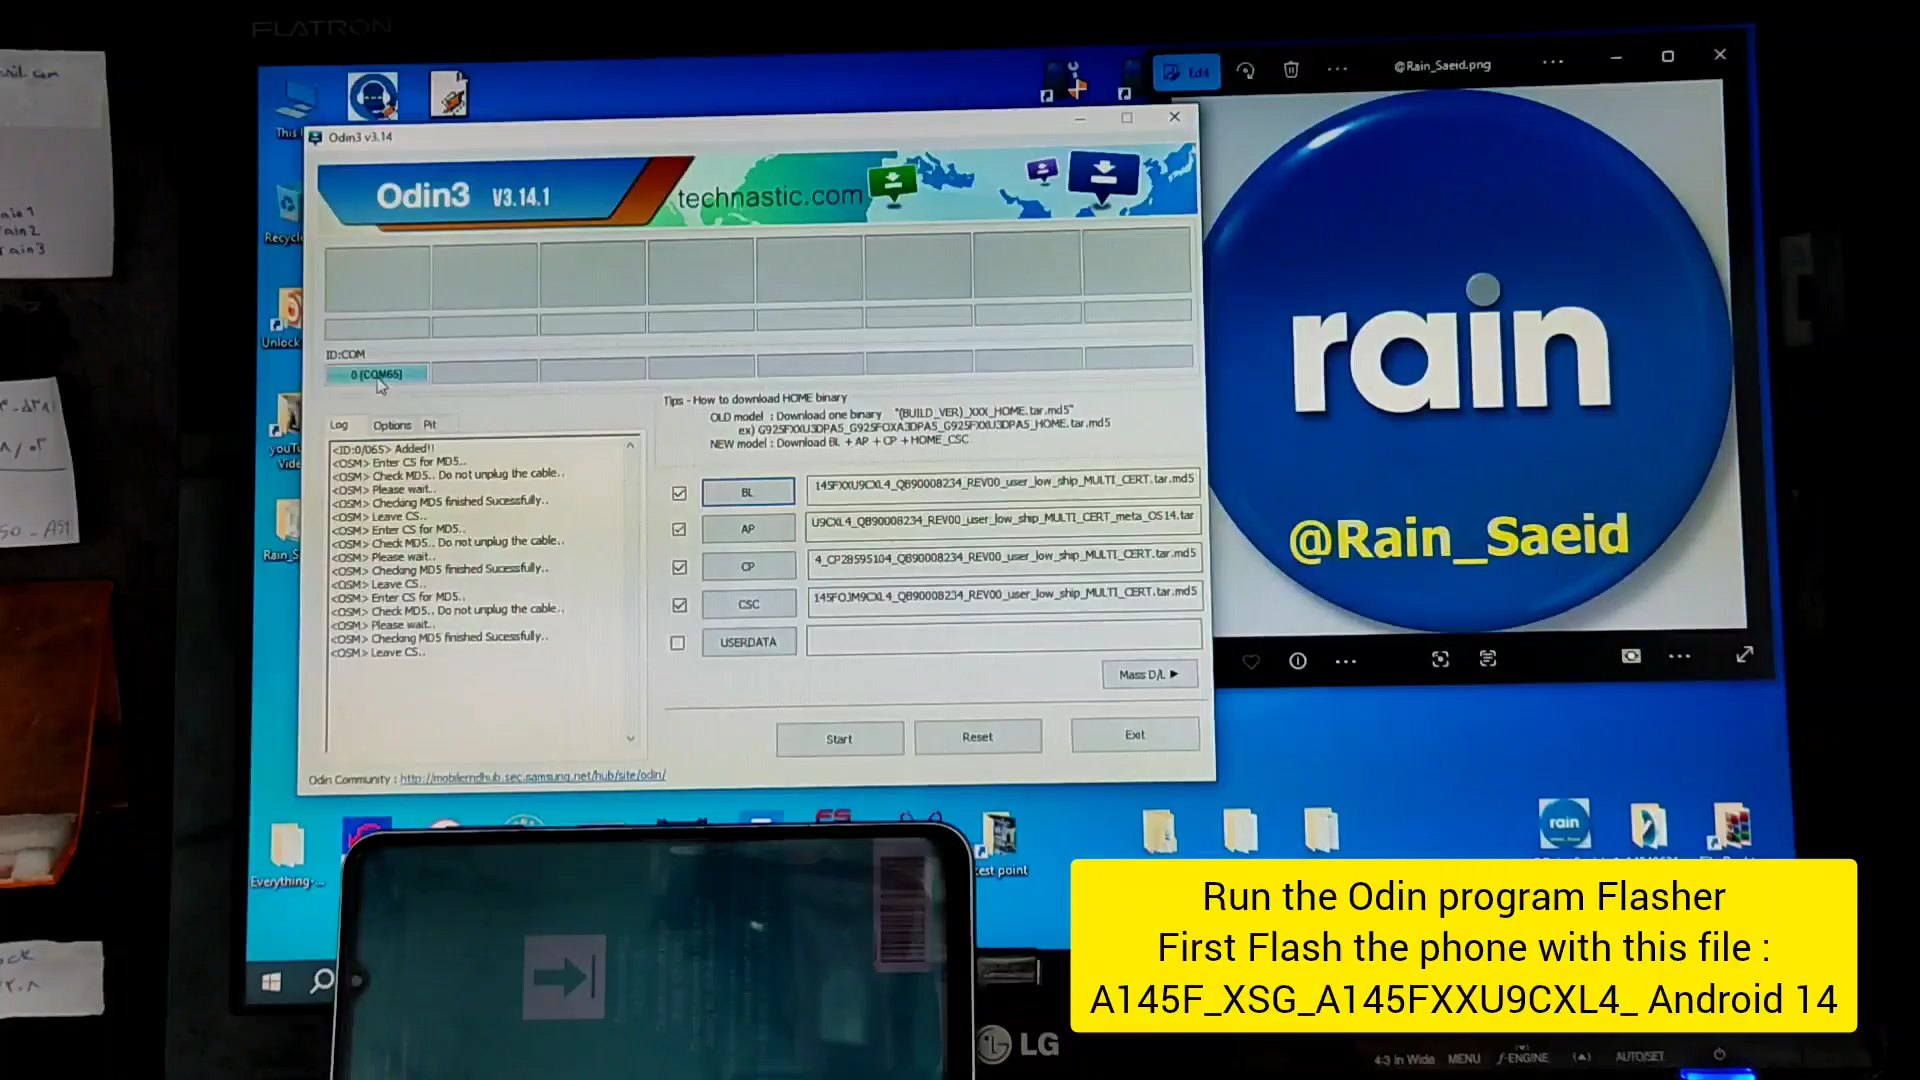 FLATRON
Edit
@Rain_Saeid.png
Odin3 v3.14
Odin3 V3.14.1
technastic.com
ID:COM
0 [COM65]
Log
Options
Pit
<ID:0/065> Added!!
<OSM> Enter CS for MD5..
<OSM> Check MD5.. Do not unplug the cable..
<OSM> Please wait..
<OSM> Checking MD5 finished Sucessfully..
<OSM> Leave CS..
<OSM> Enter CS for MD5..
<OSM> Check MD5.. Do not unplug the cable..
<OSM> Please wait..
<OSM> Checking MD5 finished Sucessfully..
<OSM> Leave CS..
<OSM> Enter CS for MD5..
<OSM> Check MD5.. Do not unplug the cable..
<OSM> Please wait..
<OSM> Checking MD5 finished Sucessfully..
<OSM> Leave CS..
Tips - How to download HOME binary
OLD model : Download one binary "(BUILD_VER)_XXX_HOME.tar.md5"
ex) G925FXXU3DPA5_G925FOXA3DPA5_G925FXXU3DPA5_HOME.tar.md5
NEW model : Download BL + AP + CP + HOME_CSC
BL
145FXXU9CXL4_QB90008234_REV00_user_low_ship_MULTI_CERT.tar.md5
AP
U9CXL4_QB90008234_REV00_user_low_ship_MULTI_CERT_meta_OS14.tar
CP
4_CP28595104_QB90008234_REV00_user_low_ship_MULTI_CERT.tar.md5
CSC
145FOJM9CXL4_QB90008234_REV00_user_low_ship_MULTI_CERT.tar.md5
USERDATA
Mass D/L
Start
Reset
Exit
Odin Community : http://mobilerndhub.sec.samsung.net/hub/site/odin/
rain
@Rain_Saeid
This
Recycl
Unlock
youTu
Vide
Rain_S
Everything-...
test point
rain
Run the Odin program Flasher
First Flash the phone with this file :
A145F_XSG_A145FXXU9CXL4_ Android 14
LG
4:3 in Wide
MENU
f-ENGINE
AUTO/SET